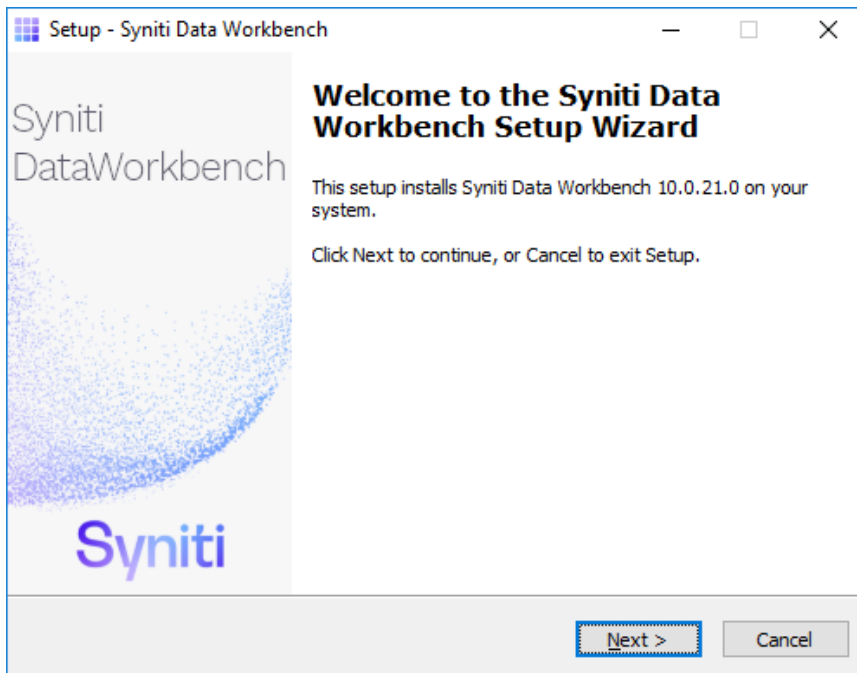 Setup - Syniti Data Workbench
Syniti
DataWorkbench
Syniti
Welcome to the Syniti Data
Workbench Setup Wizard
This setup installs Syniti Data Workbench 10.0.21.0 on your
system.
Click Next to continue, or Cancel to exit Setup.
Next >
Cancel